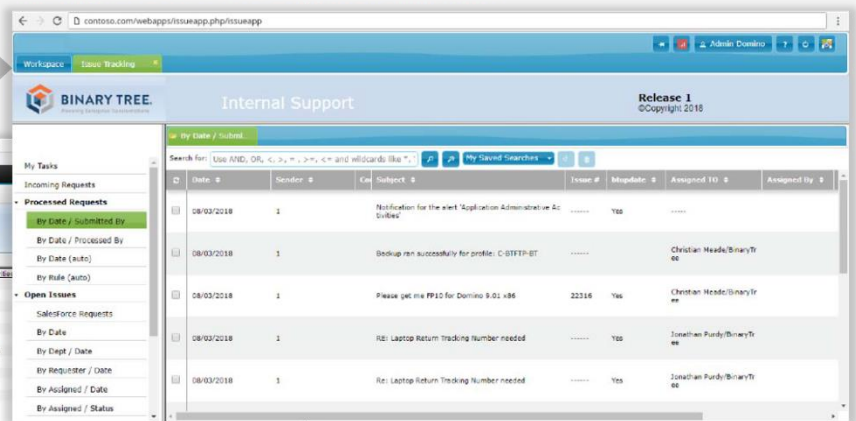 contoso.com/webapps/issueapp.php/issueapp
Admin Domino ?
Workspace Issue Tracking ×
BINARY TREE.
Internal Support
Release 1
©Copyright 2018
By Date / Submi...
Search for: Use AND, OR, <, >, = , >=, <= and wildcards like *, ? My Saved Searches
Date Sender Subject Issue # Assigned TO Assigned By
My Tasks
Incoming Requests
Processed Requests
By Date / Submitted By
By Date / Processed By
By Date (auto)
By Rule (auto)
Open Issues
SalesForce Requests
By Date
By Dept / Date
By Requester / Date
By Assigned / Date
By Assigned / Status
08/03/2018 1 Notification for the alert 'Application Administrative Ac ------ Yes -----
tivities'
08/03/2018 1 Backup ran successfully for profile: C-BTFTP-BT ------ Christian Meade/BinaryTr
ee
08/03/2018 1 Please get me FP10 for Domino 9.01 x86 22316 Yes Christian Meade/BinaryTr
ee
08/03/2018 1 RE: Laptop Return Tracking Number needed ------ Yes Jonathan Purdy/BinaryTr
ee
08/03/2018 1 Re: Laptop Return Tracking Number needed ------ Yes Jonathan Purdy/BinaryTr
ee